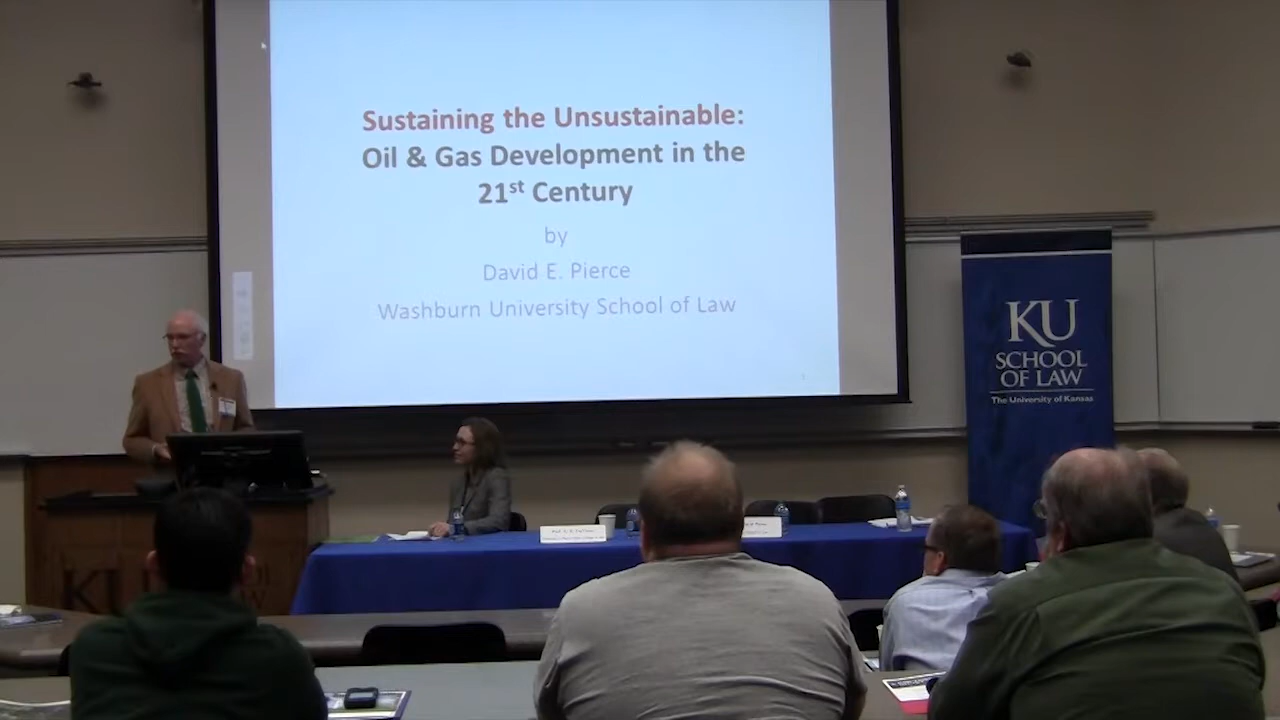 Sustaining the Unsustainable:
Oil & Gas Development in the
21st Century
by
David E. Pierce
Washburn University School of Law
KU
SCHOOL
OF LAW
The University of Kansas
KU